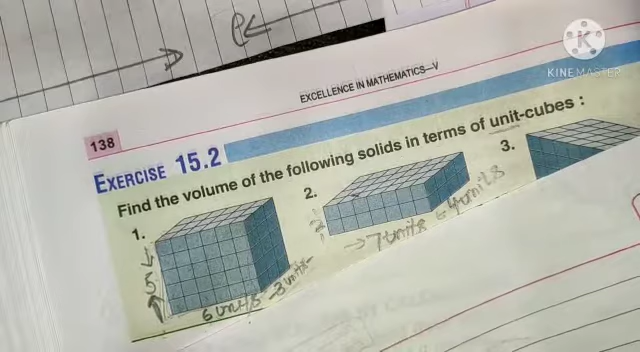 KINEMASTER
EXCELLENCE IN MATHEMATICS—V
138
EXERCISE 15.2
Find the volume of the following solids in terms of unit-cubes :
1.
2.
3.
2
→ 7 units
4 units
5
6 units
3 units